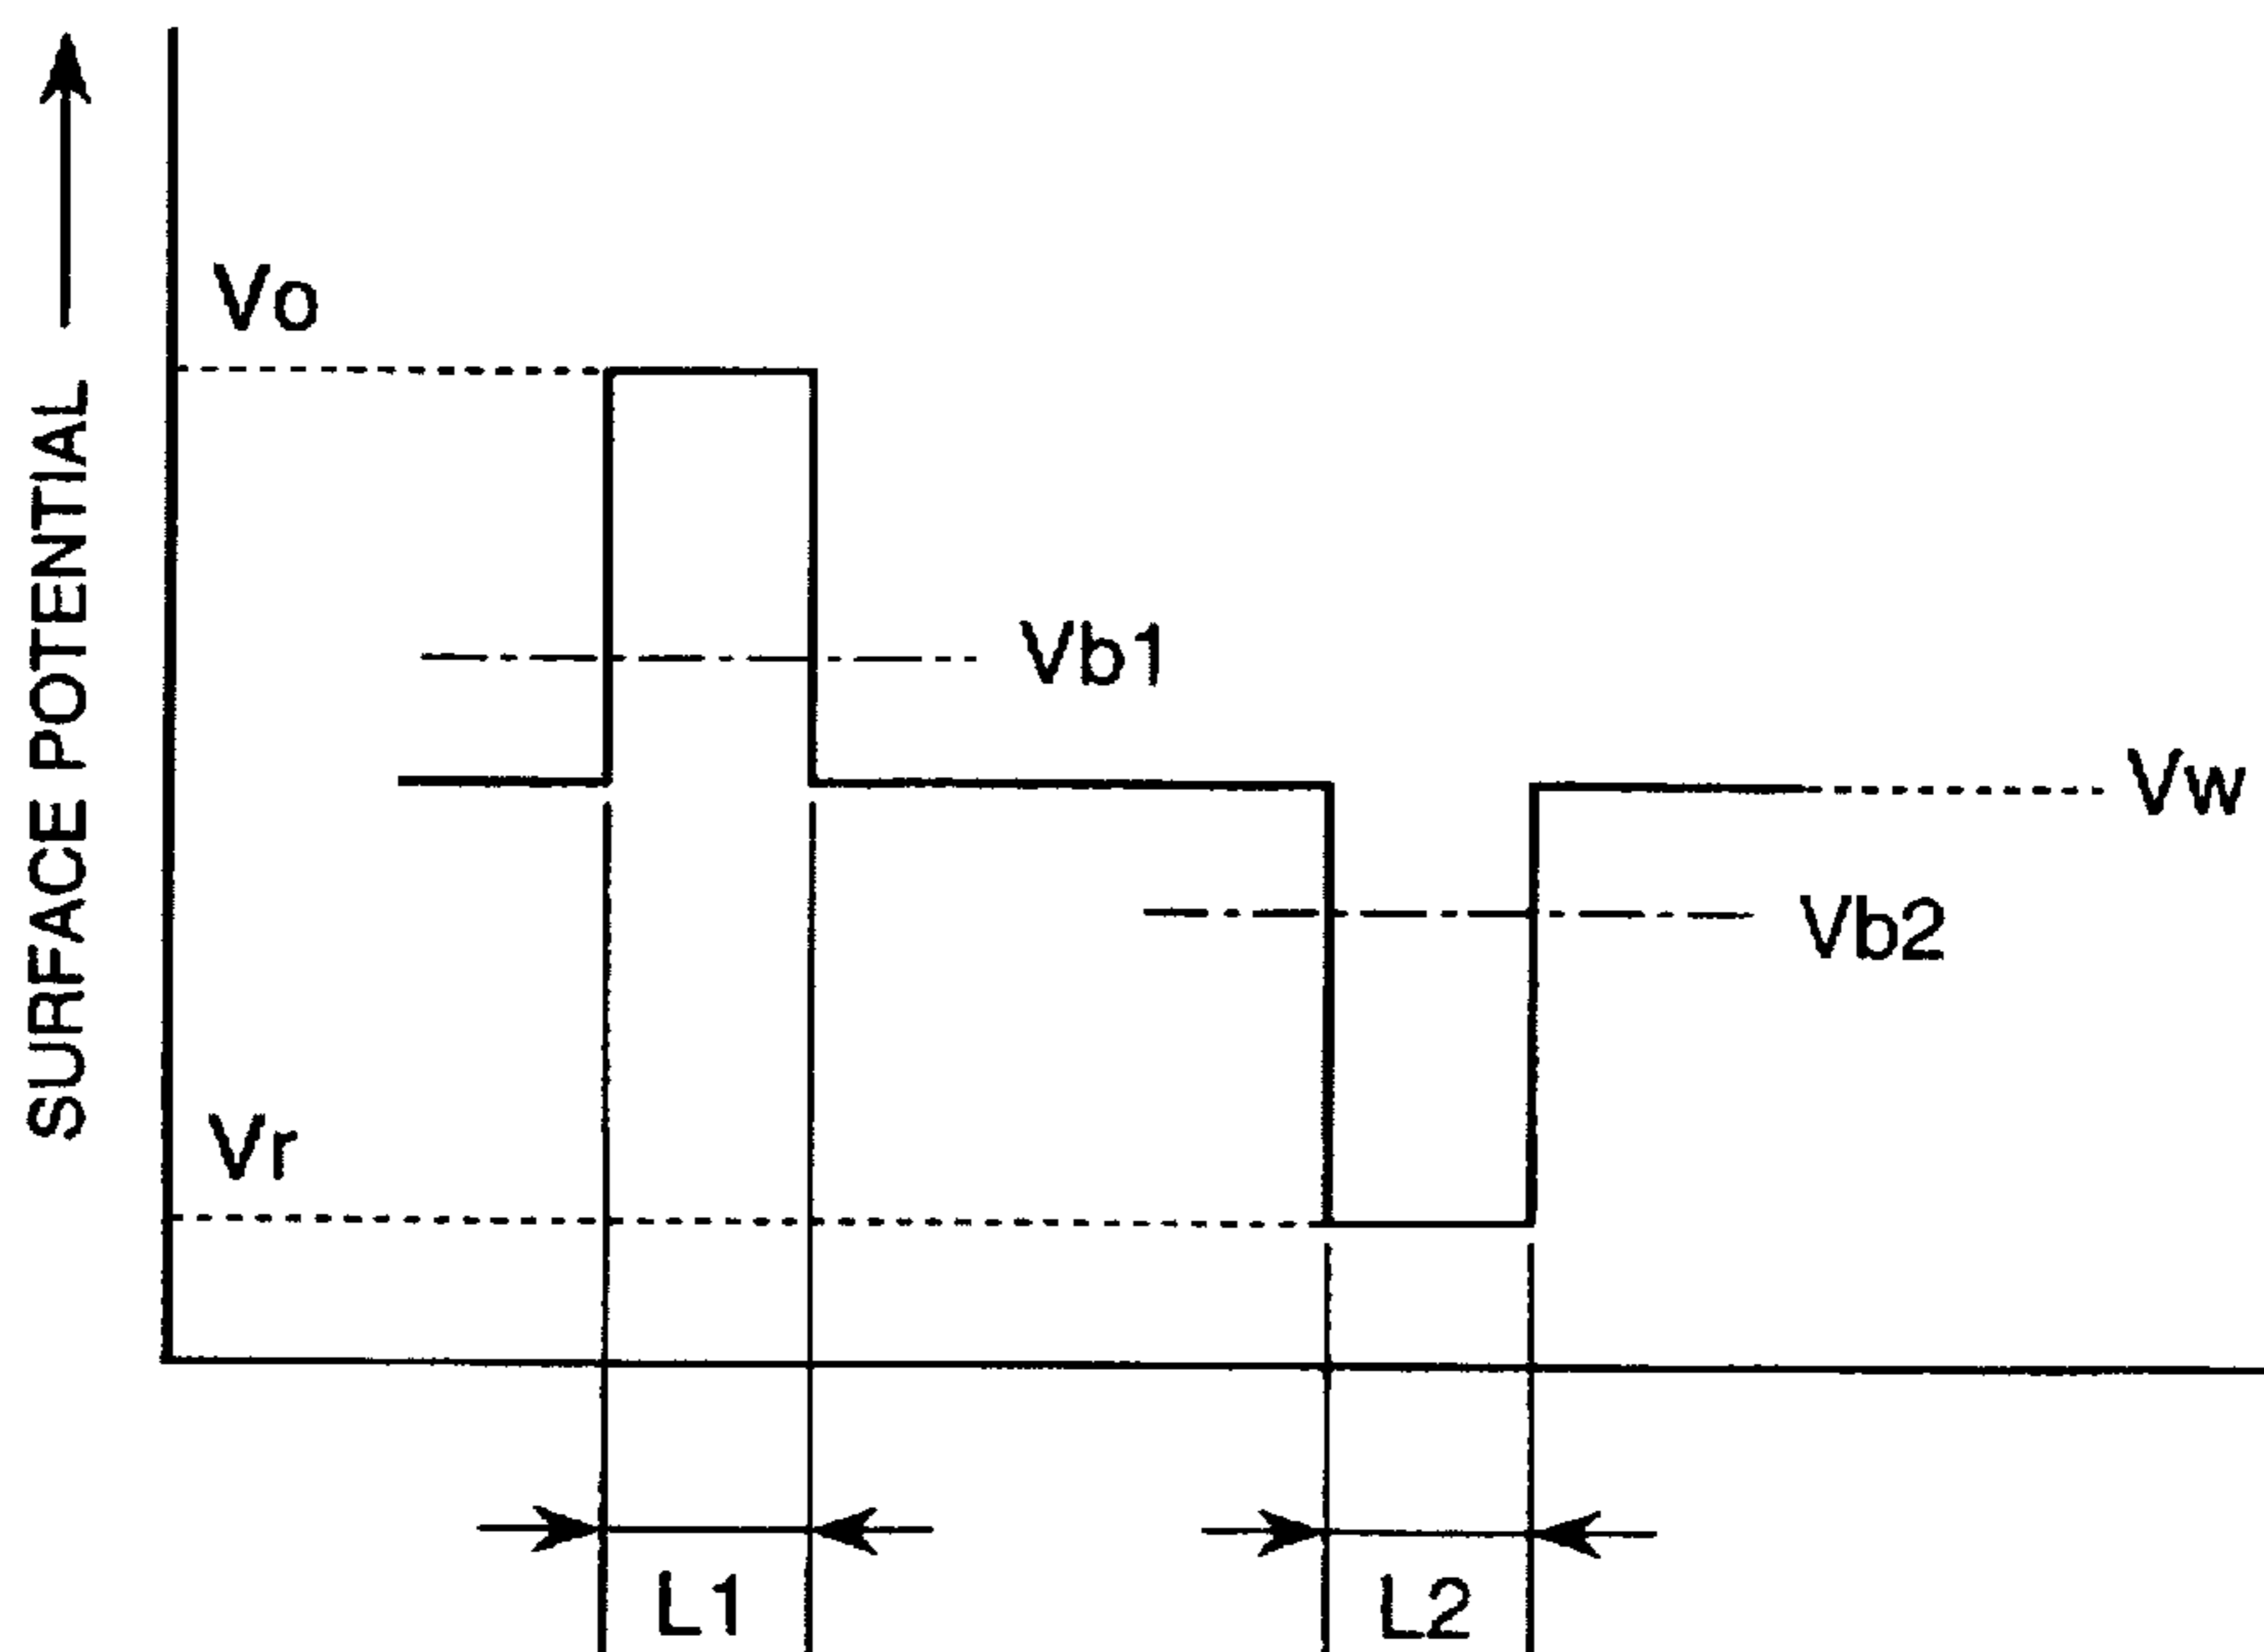 SURFACE POTENTIAL
Vo
Vb1
Vw
Vb2
Vr
L1
L2